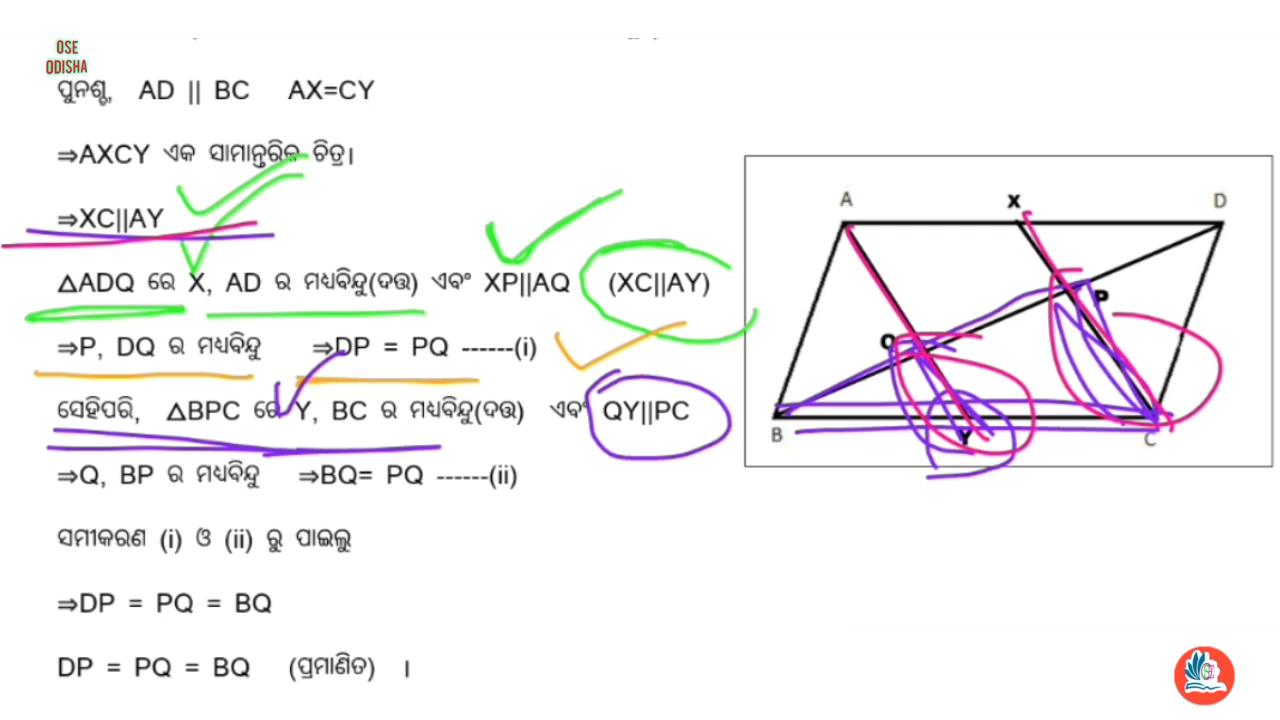 OSE
ODISHA
ପୁନଶ୍ଚ, AD || BC AX=CY
⇒AXCY ଏକ ସାମାନ୍ତରିକ ଚିତ୍ର।
⇒XC||AY
△ADQ ରେ X, AD ର ମଧ୍ୟବିନ୍ଦୁ(ଦତ୍ତ) ଏବଂ XP||AQ (XC||AY)
⇒P, DQ ର ମଧ୍ୟବିନ୍ଦୁ ⇒DP = PQ ------(i)
ସେହିପରି, △BPC ରେ Y, BC ର ମଧ୍ୟବିନ୍ଦୁ(ଦତ୍ତ) ଏବଂ QY||PC
⇒Q, BP ର ମଧ୍ୟବିନ୍ଦୁ ⇒BQ= PQ ------(ii)
ସମୀକରଣ (i) ଓ (ii) ରୁ ପାଇଲୁ
⇒DP = PQ = BQ
DP = PQ = BQ (ପ୍ରମାଣିତ) ।
A X D
P
Q
B Y C